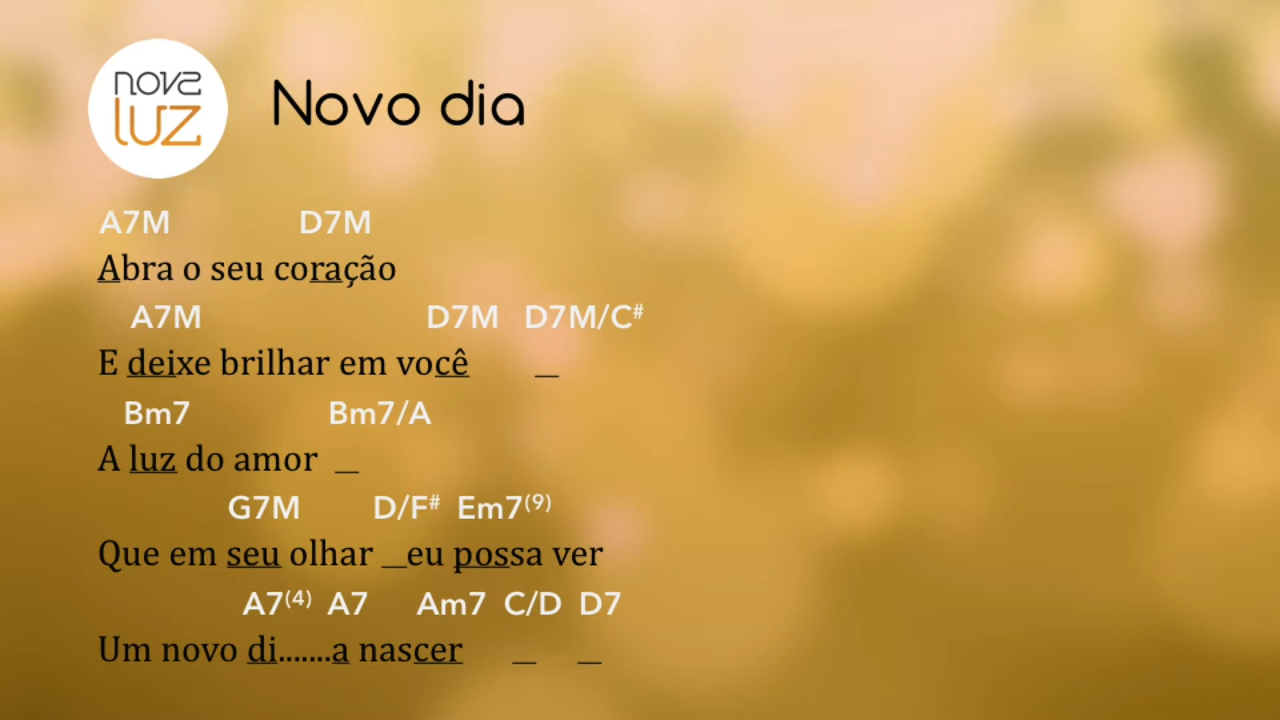 nova
luz
Novo dia
A7M D7M
Abra o seu coração
A7M D7M D7M/C#
E deixe brilhar em você _
Bm7 Bm7/A
A luz do amor _
G7M D/F# Em7(9)
Que em seu olhar _eu possa ver
A7(4) A7 Am7 C/D D7
Um novo di.......a nascer _ _